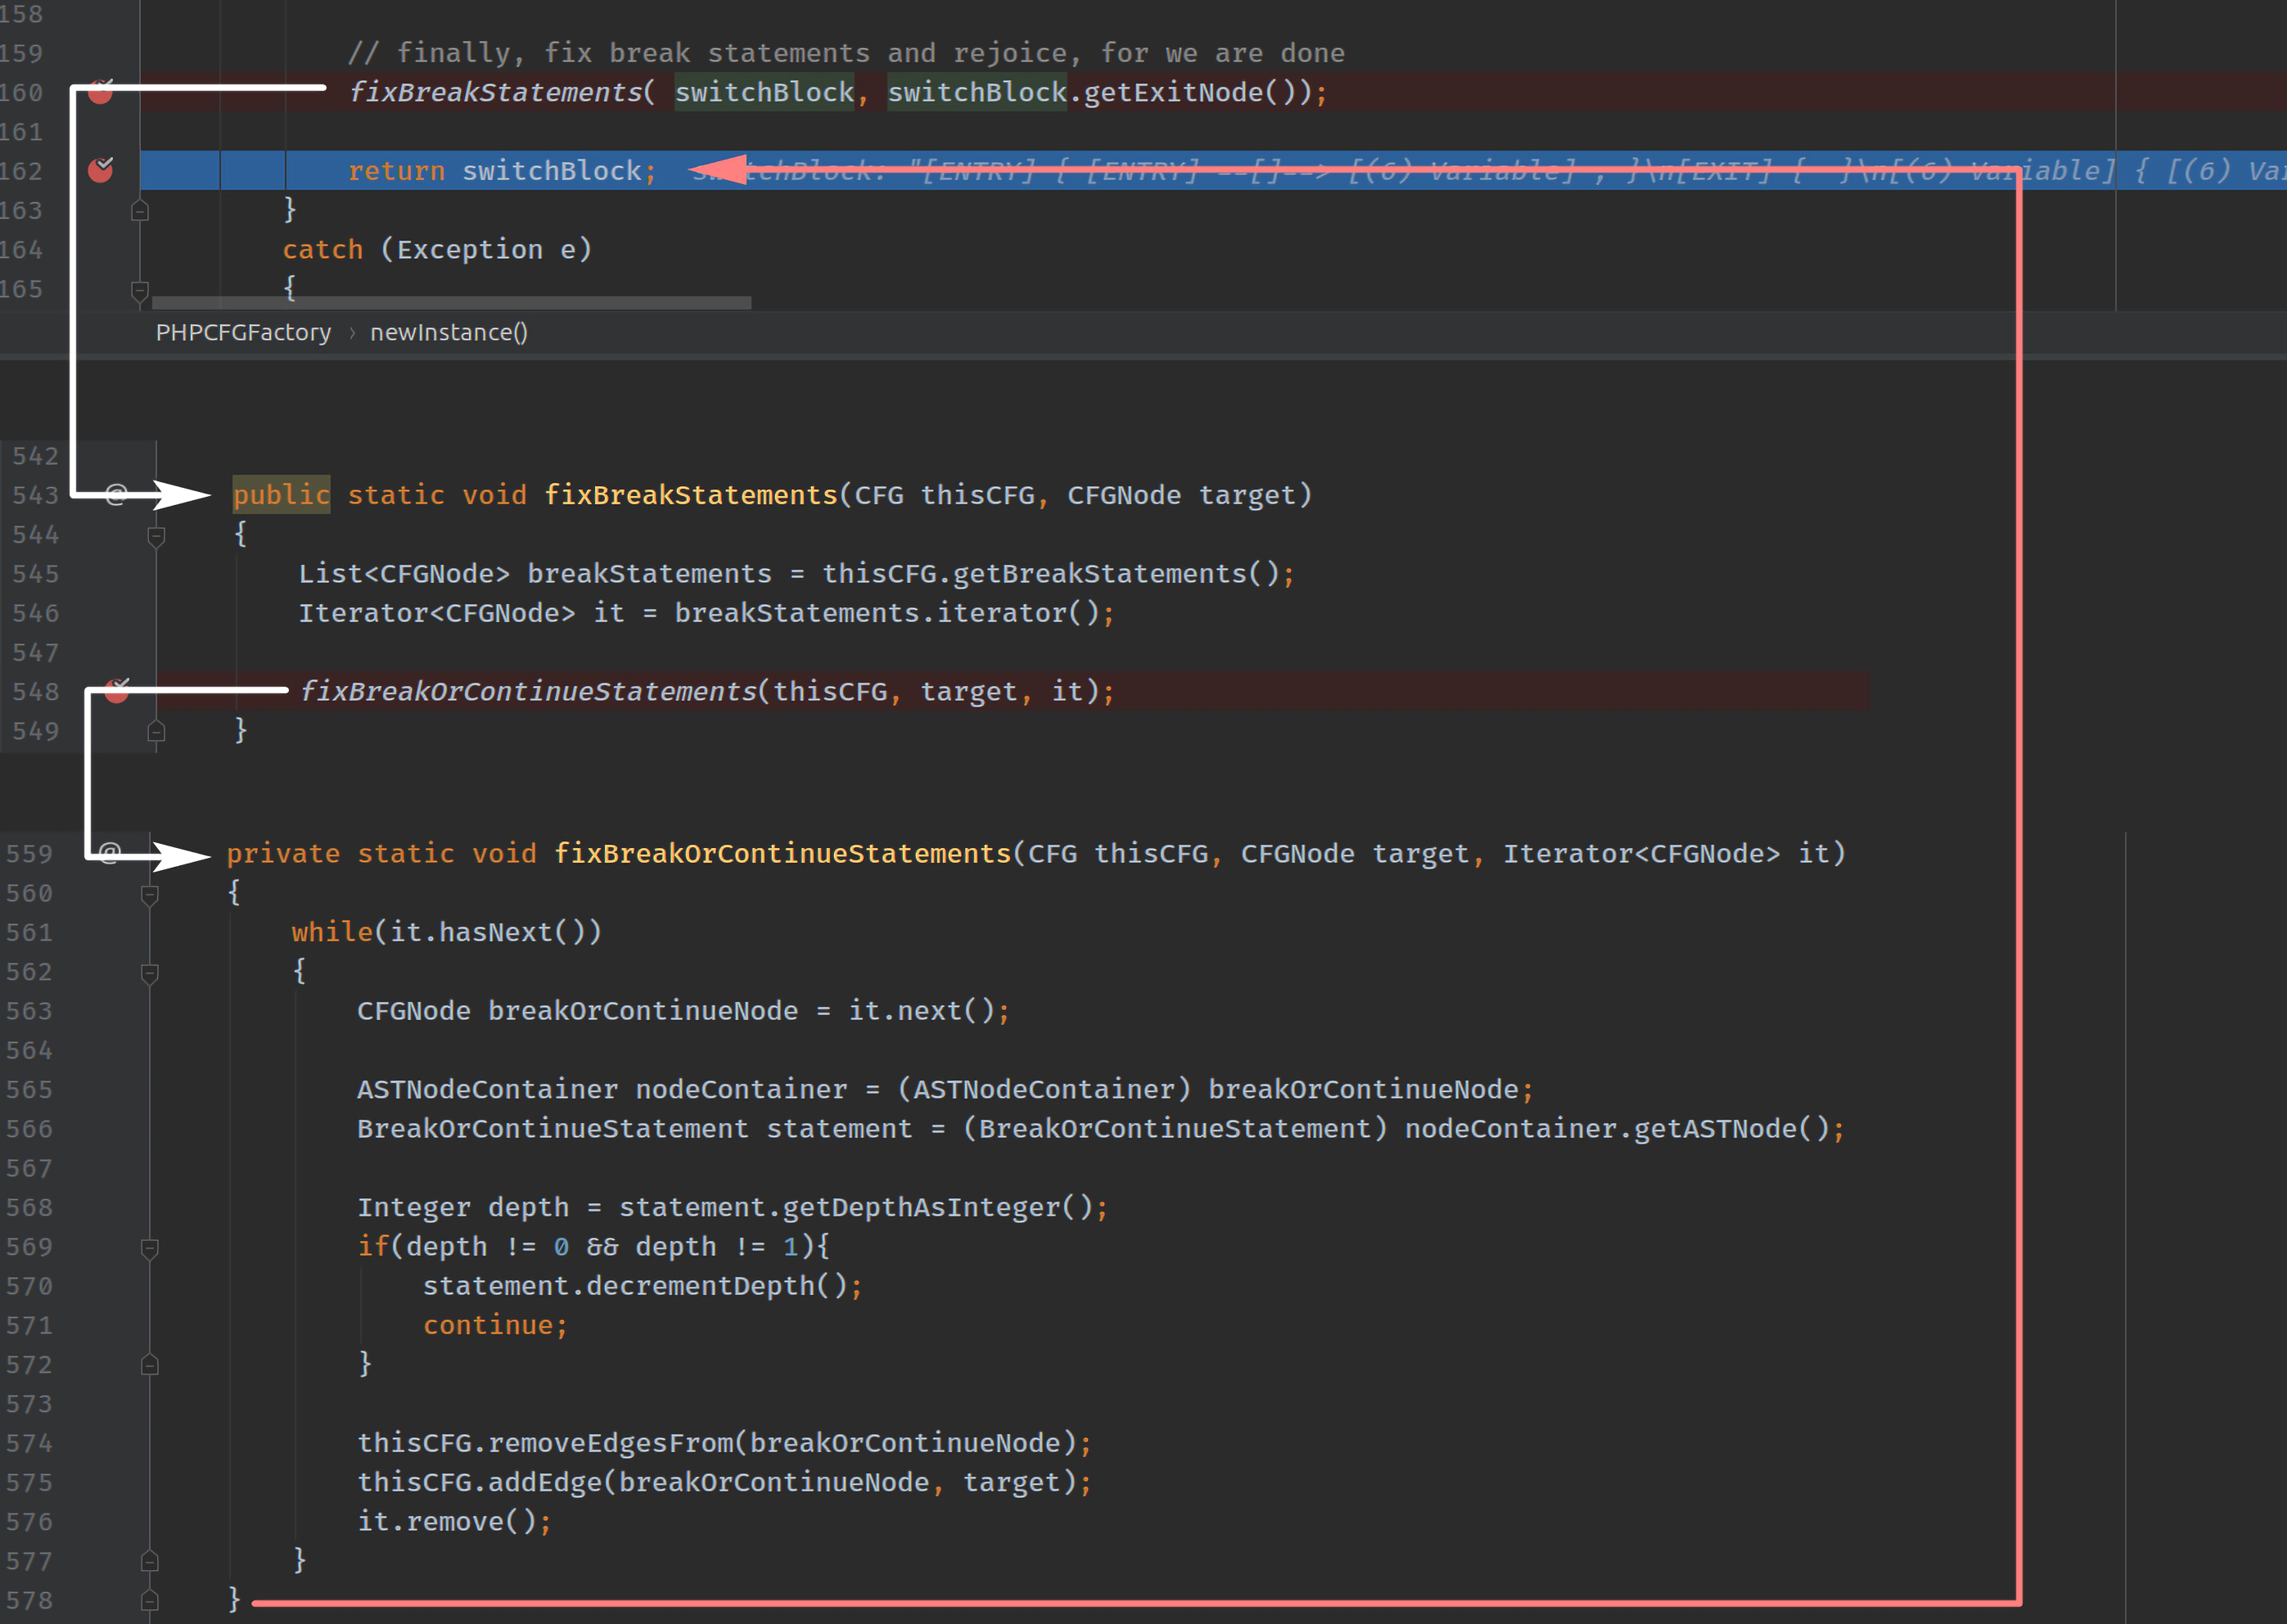 158
159 // finally, fix break statements and rejoice, for we are done
160 fixBreakStatements( switchBlock, switchBlock.getExitNode());
161
162 return switchBlock; switchBlock: "[ENTRY] { [ENTRY] ==[]==> [(6) Variable] , }\n[EXIT] { }\n[(6) Variable] { [(6) Var
163 }
164 catch (Exception e)
165 {
PHPCFGFactory › newInstance()
542
543 @ public static void fixBreakStatements(CFG thisCFG, CFGNode target)
544 {
545 List<CFGNode> breakStatements = thisCFG.getBreakStatements();
546 Iterator<CFGNode> it = breakStatements.iterator();
547
548 fixBreakOrContinueStatements(thisCFG, target, it);
549 }
559 @ private static void fixBreakOrContinueStatements(CFG thisCFG, CFGNode target, Iterator<CFGNode> it)
560 {
561 while(it.hasNext())
562 {
563 CFGNode breakOrContinueNode = it.next();
564
565 ASTNodeContainer nodeContainer = (ASTNodeContainer) breakOrContinueNode;
566 BreakOrContinueStatement statement = (BreakOrContinueStatement) nodeContainer.getASTNode();
567
568 Integer depth = statement.getDepthAsInteger();
569 if(depth != 0 && depth != 1){
570 statement.decrementDepth();
571 continue;
572 }
573
574 thisCFG.removeEdgesFrom(breakOrContinueNode);
575 thisCFG.addEdge(breakOrContinueNode, target);
576 it.remove();
577 }
578 }